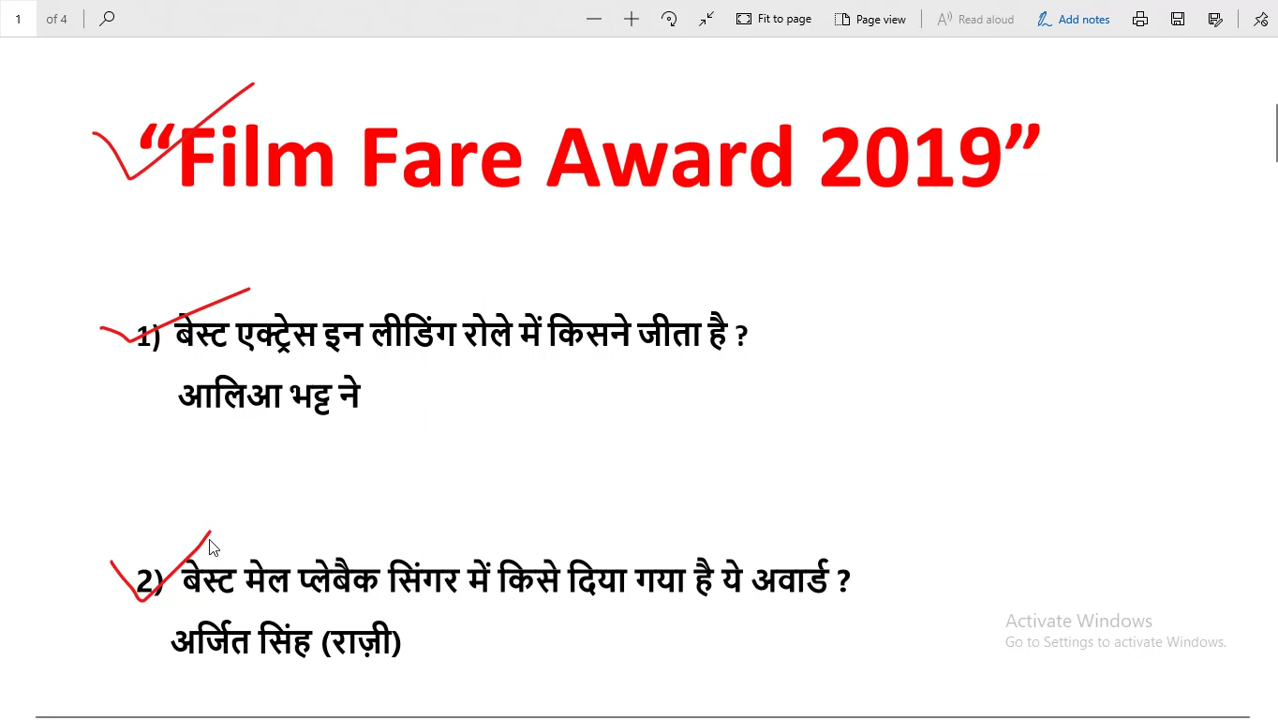 1 of 4 Fit to page Page view Read aloud Add notes
“Film Fare Award 2019”
1) बेस्ट एक्ट्रेस इन लीडिंग रोले में किसने जीता है ?
आलिआ भट्ट ने
2) बेस्ट मेल प्लेबैक सिंगर में किसे दिया गया है ये अवार्ड ?
अर्जित सिंह (राज़ी)
Activate Windows
Go to Settings to activate Windows.